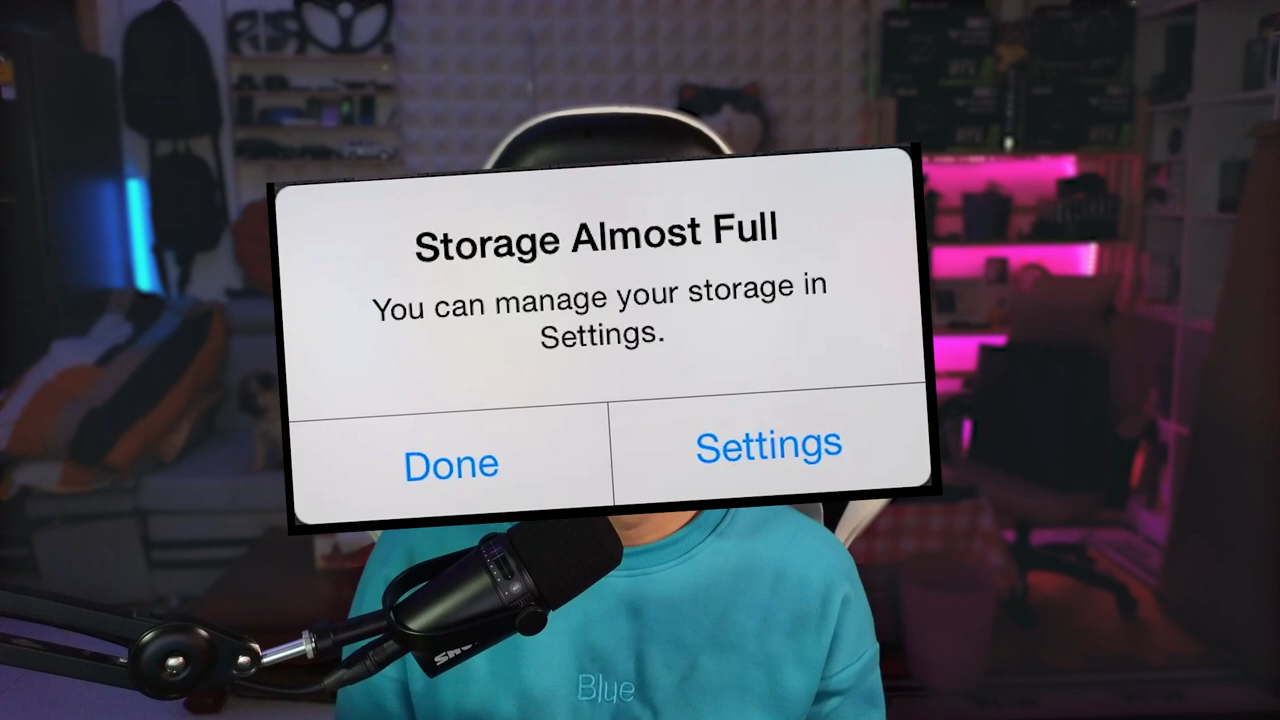 Storage Almost Full
You can manage your storage in
Settings.
Done
Settings
Blue